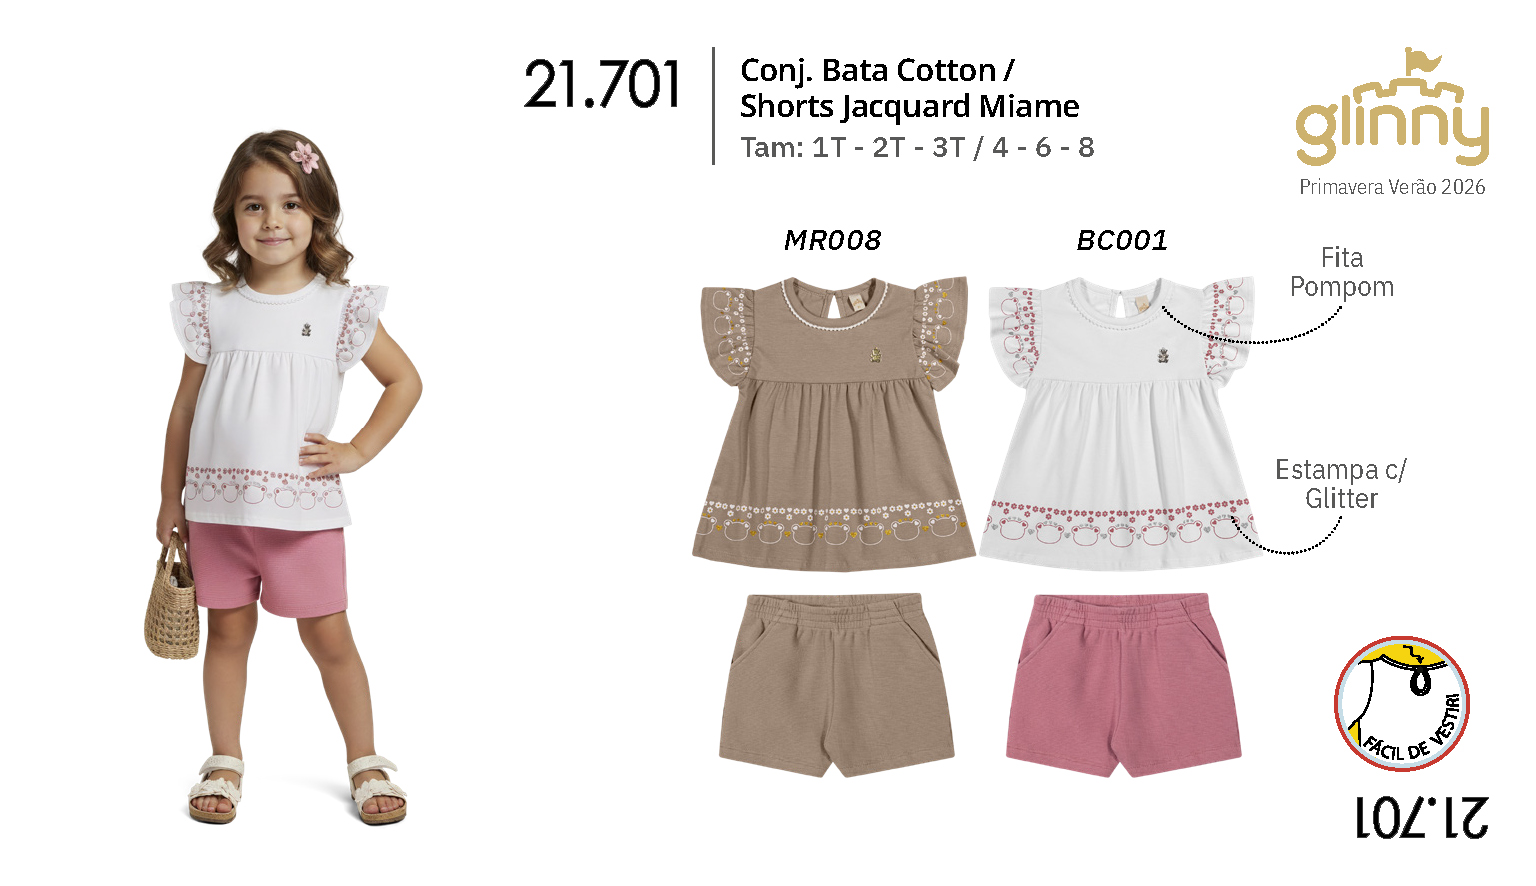 21.701
Conj. Bata Cotton /
Shorts Jacquard Miame
Tam: 1T - 2T - 3T / 4 - 6 - 8
glinny
Primavera Verão 2026
MR008
BC001
Fita
Pompom
Estampa c/
Glitter
FÁCIL DE VESTIR!
21.701